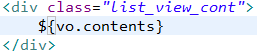 <div class="list_view_cont">
${vo.contents}
</div>